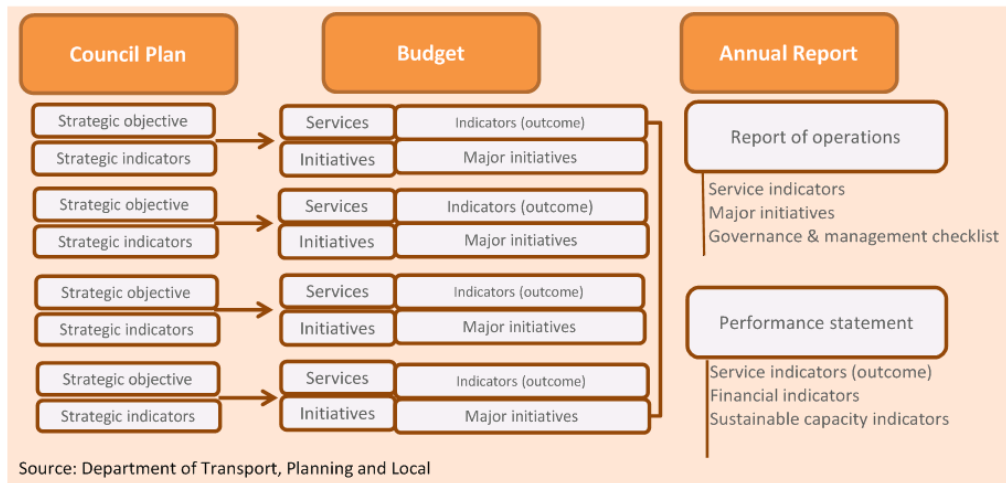 Council Plan
Budget
Annual Report
Strategic objective
Strategic indicators
Strategic objective
Strategic indicators
Strategic objective
Strategic indicators
Strategic objective
Strategic indicators
Services
Indicators (outcome)
Initiatives
Major initiatives
Services
Indicators (outcome)
Initiatives
Major initiatives
Services
Indicators (outcome)
Initiatives
Major initiatives
Services
Indicators (outcome)
Initiatives
Major initiatives
Report of operations
Service indicators
Major initiatives
Governance & management checklist
Performance statement
Service indicators (outcome)
Financial indicators
Sustainable capacity indicators
Source: Department of Transport, Planning and Local